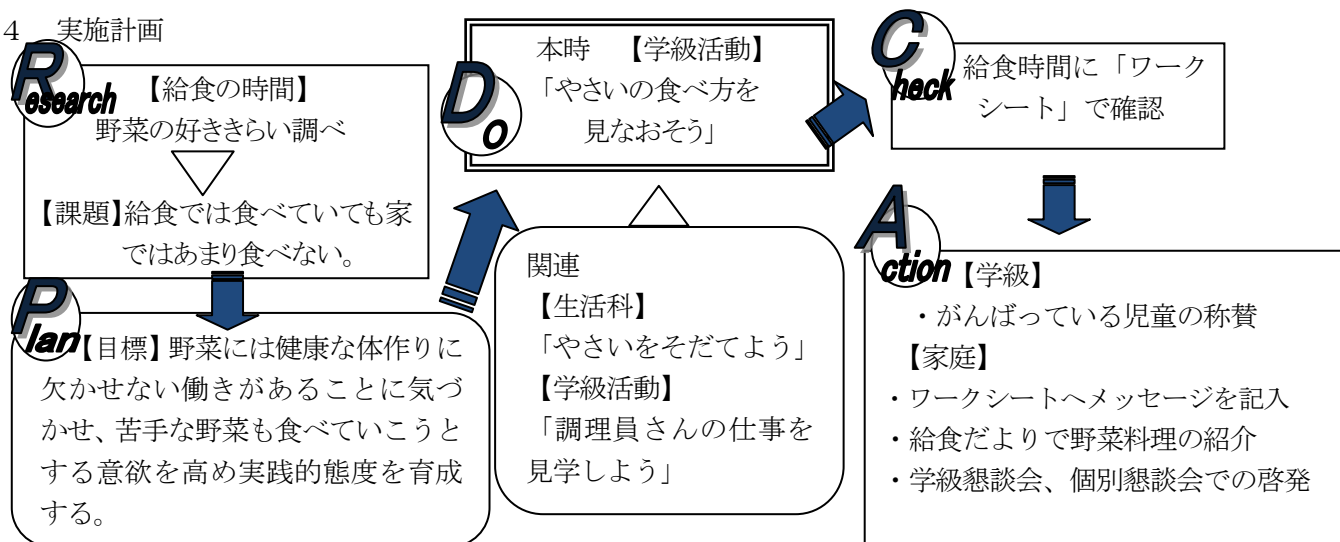 4 実施計画
Research
【給食の時間】
野菜の好ききらい調べ
【課題】給食では食べていても家
ではあまり食べない。
Plan
【目標】野菜には健康な体作りに
欠かせない働きがあることに気づ
かせ、苦手な野菜も食べていこうと
する意欲を高め実践的態度を育成
する。
Do
本時 【学級活動】
「やさいの食べ方を
見なおそう」
関連
【生活科】
「やさいをそだてよう」
【学級活動】
「調理員さんの仕事を
見学しよう」
Check
給食時間に「ワーク
シート」で確認
Action
【学級】
・がんばっている児童の称賛
【家庭】
・ワークシートへメッセージを記入
・給食だよりで野菜料理の紹介
・学級懇談会、個別懇談会での啓発